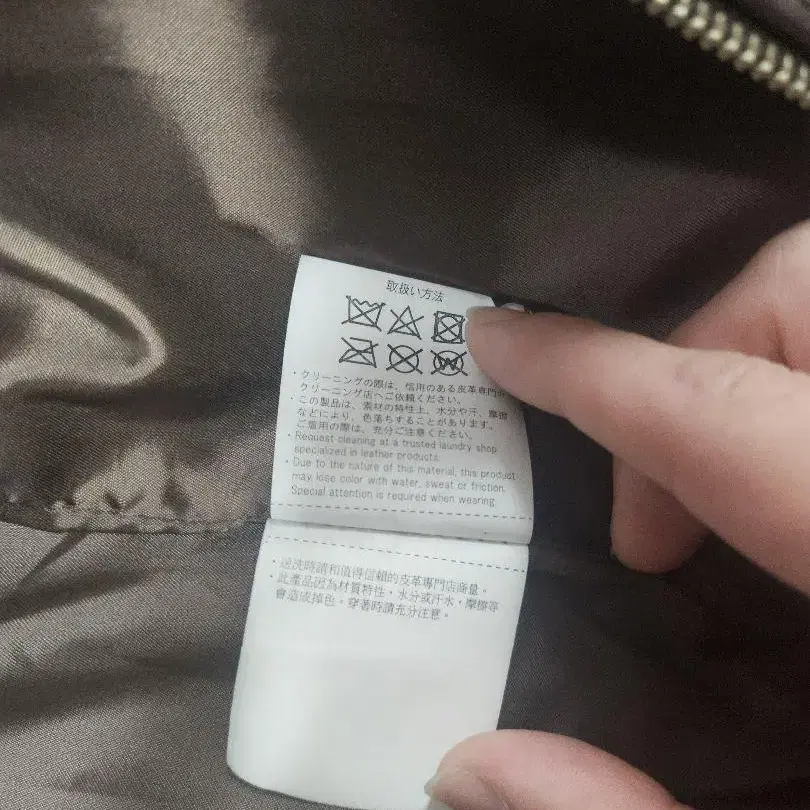 取扱い方法
・クリーニングの際は、信用のある皮革専門の
クリーニング店へご依頼ください。
・この製品は、素材の特性上、水分や汗、摩擦
などにより、色落ちすることがあります。
ご着用の際は、充分ご注意ください。
・Request cleaning at a trusted laundry shop
specialized in leather products.
・Due to the nature of this material, this product
may lose color with water, sweat or friction.
Special attention is required when wearing.
・送洗時請和值得信賴的皮革專門店商量。
此產品因為材質特性，水分或汗水，摩擦等
會造成掉色。穿著時請充分注意。